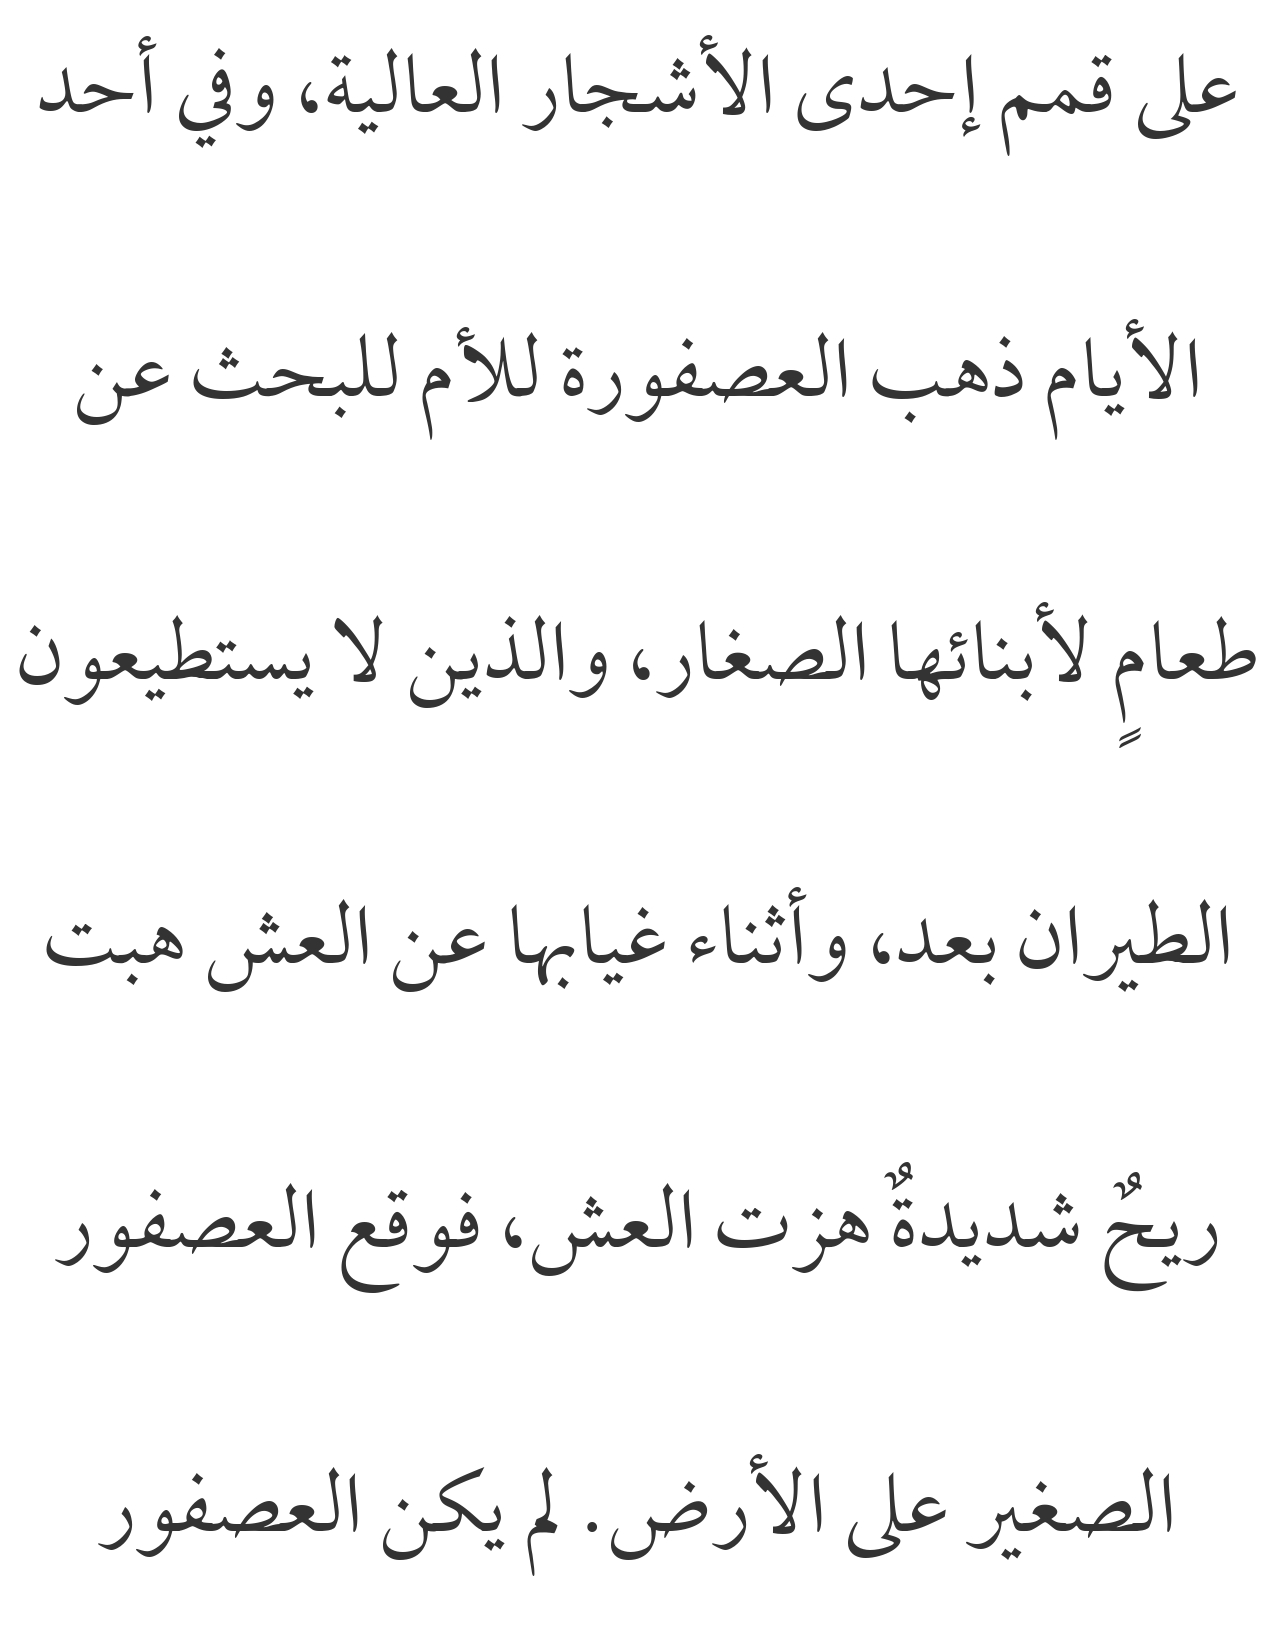 على قمم إحدى الأشجار العالية، وفي أحد
الأيام ذهب العصفورة للأم للبحث عن
طعامٍ لأبنائها الصغار، والذين لا يستطيعون
الطيران بعد، وأثناء غيابها عن العش هبت
ريحٌ شديدةٌ هزت العش، فوقع العصفور
الصغير على الأرض. لم يكن العصفور